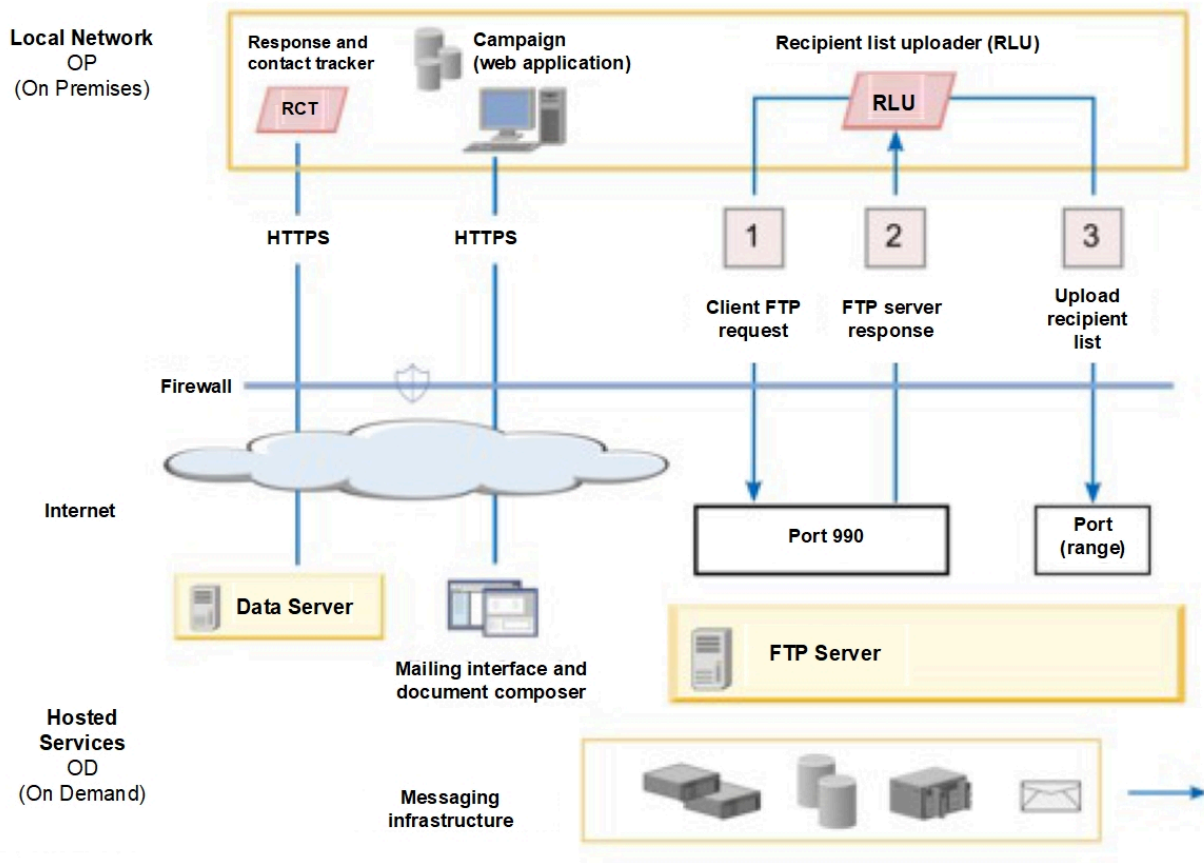 Local Network
OP
(On Premises)
Response and
contact tracker
RCT
Campaign
(web application)
Recipient list uploader (RLU)
RLU
HTTPS
HTTPS
1
2
3
Client FTP
request
FTP server
response
Upload
recipient
list
Firewall
Internet
Port 990
Port
(range)
Data Server
Mailing interface and
document composer
FTP Server
Hosted
Services
OD
(On Demand)
Messaging
infrastructure